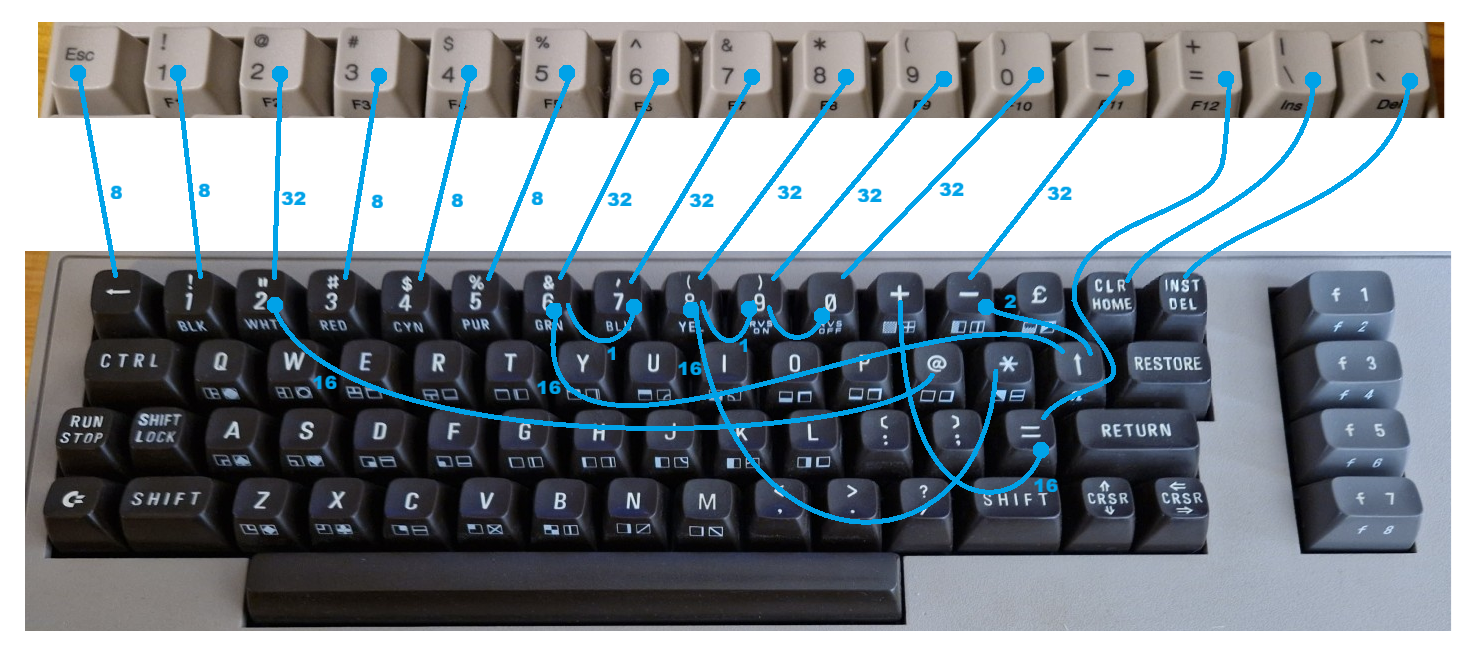 Esc ! @ # $ % ^ & * ( ) — + | ~
1 2 3 4 5 6 7 8 9 0 - = \ `
F1 F2 F3 F4 F5 F6 F7 F8 F9 F10 F11 F12 Ins Del
8 8 32 8 8 8 32 32 32 32 32 32
← ! " # $ % & ' ( ) 0 + − £ CLR HOME INST DEL f 1
1 2 3 4 5 6 7 8 9 2 f 2
BLK WHT RED CYN PUR GRN BLU YEL RVS ON RVS OFF
1 1
CTRL Q W E R T Y U I O P @ * ↑ RESTORE f 3
16 16 16 π f 4
RUN STOP SHIFT LOCK A S D F G H J K L [ : ] ; = RETURN f 5
f 6
16
C= SHIFT Z X C V B N M < , > . ? / SHIFT ⇑ CRSR ⇓ ⇐ CRSR ⇒ f 7
f 8